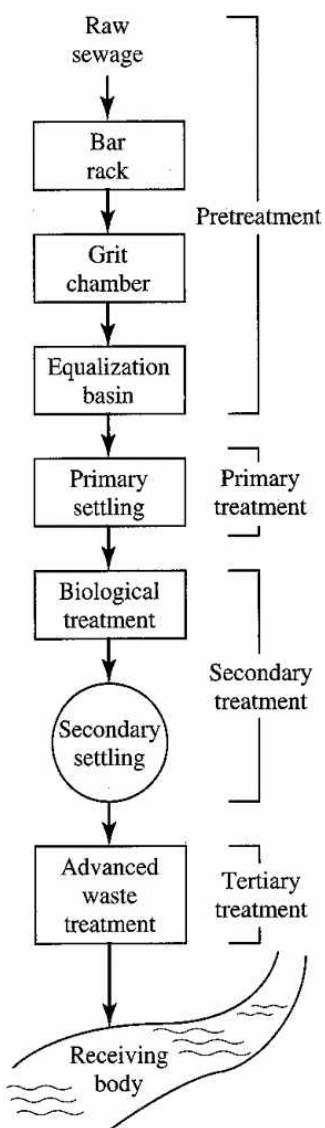 Raw
sewage
Bar
rack
Pretreatment
Grit
chamber
Equalization
basin
Primary
settling
Primary
treatment
Biological
treatment
Secondary
treatment
Secondary
settling
Advanced
waste
treatment
Tertiary
treatment
Receiving
body